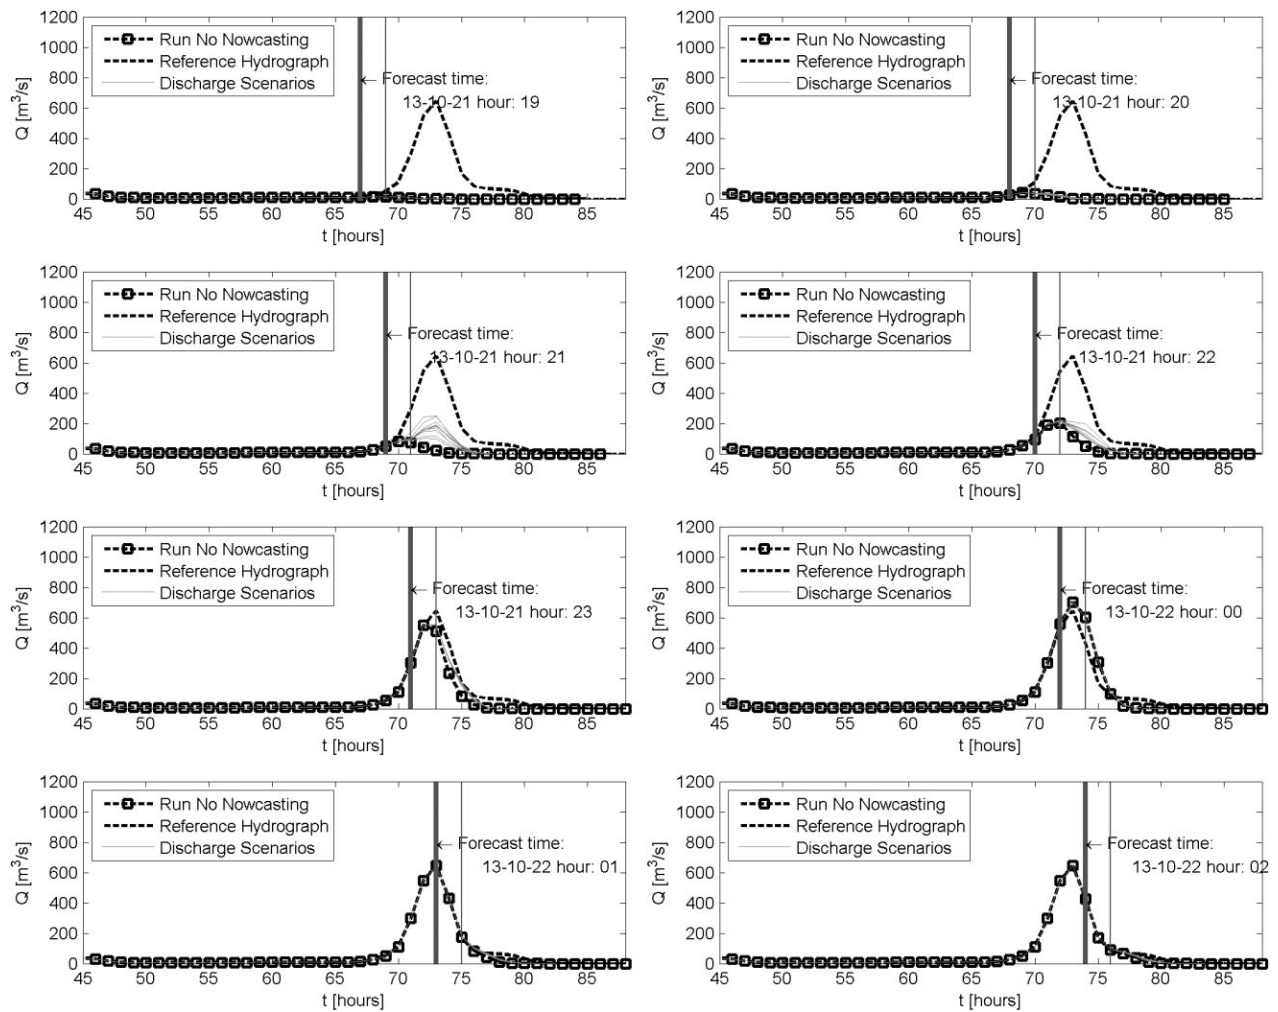 1200
1000
800
600
400
200
0
Q [m³/s]
Run No Nowcasting
Reference Hydrograph
Discharge Scenarios
← Forecast time:
13-10-21 hour: 19
45 50 55 60 65 70 75 80 85
t [hours]
1200
1000
800
600
400
200
0
Q [m³/s]
Run No Nowcasting
Reference Hydrograph
Discharge Scenarios
← Forecast time:
13-10-21 hour: 20
45 50 55 60 65 70 75 80 85
t [hours]
1200
1000
800
600
400
200
0
Q [m³/s]
Run No Nowcasting
Reference Hydrograph
Discharge Scenarios
← Forecast time:
13-10-21 hour: 21
45 50 55 60 65 70 75 80 85
t [hours]
1200
1000
800
600
400
200
0
Q [m³/s]
Run No Nowcasting
Reference Hydrograph
Discharge Scenarios
← Forecast time:
13-10-21 hour: 22
45 50 55 60 65 70 75 80 85
t [hours]
1200
1000
800
600
400
200
0
Q [m³/s]
Run No Nowcasting
Reference Hydrograph
Discharge Scenarios
← Forecast time:
13-10-21 hour: 23
45 50 55 60 65 70 75 80 85
t [hours]
1200
1000
800
600
400
200
0
Q [m³/s]
Run No Nowcasting
Reference Hydrograph
Discharge Scenarios
← Forecast time:
13-10-22 hour: 00
45 50 55 60 65 70 75 80 85
t [hours]
1200
1000
800
600
400
200
0
Q [m³/s]
Run No Nowcasting
Reference Hydrograph
Discharge Scenarios
← Forecast time:
13-10-22 hour: 01
45 50 55 60 65 70 75 80 85
t [hours]
1200
1000
800
600
400
200
0
Q [m³/s]
Run No Nowcasting
Reference Hydrograph
Discharge Scenarios
← Forecast time:
13-10-22 hour: 02
45 50 55 60 65 70 75 80 85
t [hours]